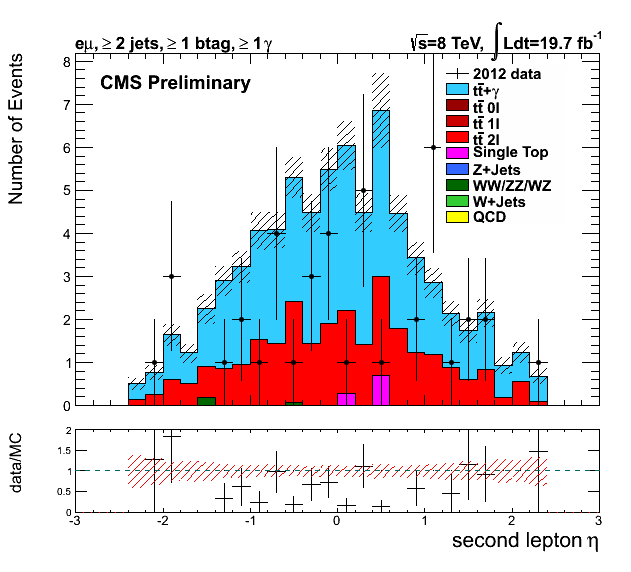 eμ, ≥ 2 jets, ≥ 1 btag, ≥ 1γ √s=8 TeV, ∫Ldt=19.7 fb⁻¹
CMS Preliminary
Number of Events
8
7
6
5
4
3
2
1
0
2012 data
tt̄+γ
tt̄ 0l
tt̄ 1l
tt̄ 2l
Single Top
Z+Jets
WW/ZZ/WZ
W+Jets
QCD
data/MC
2
1.5
1
0.5
0
-3 -2 -1 0 1 2 3
second lepton η